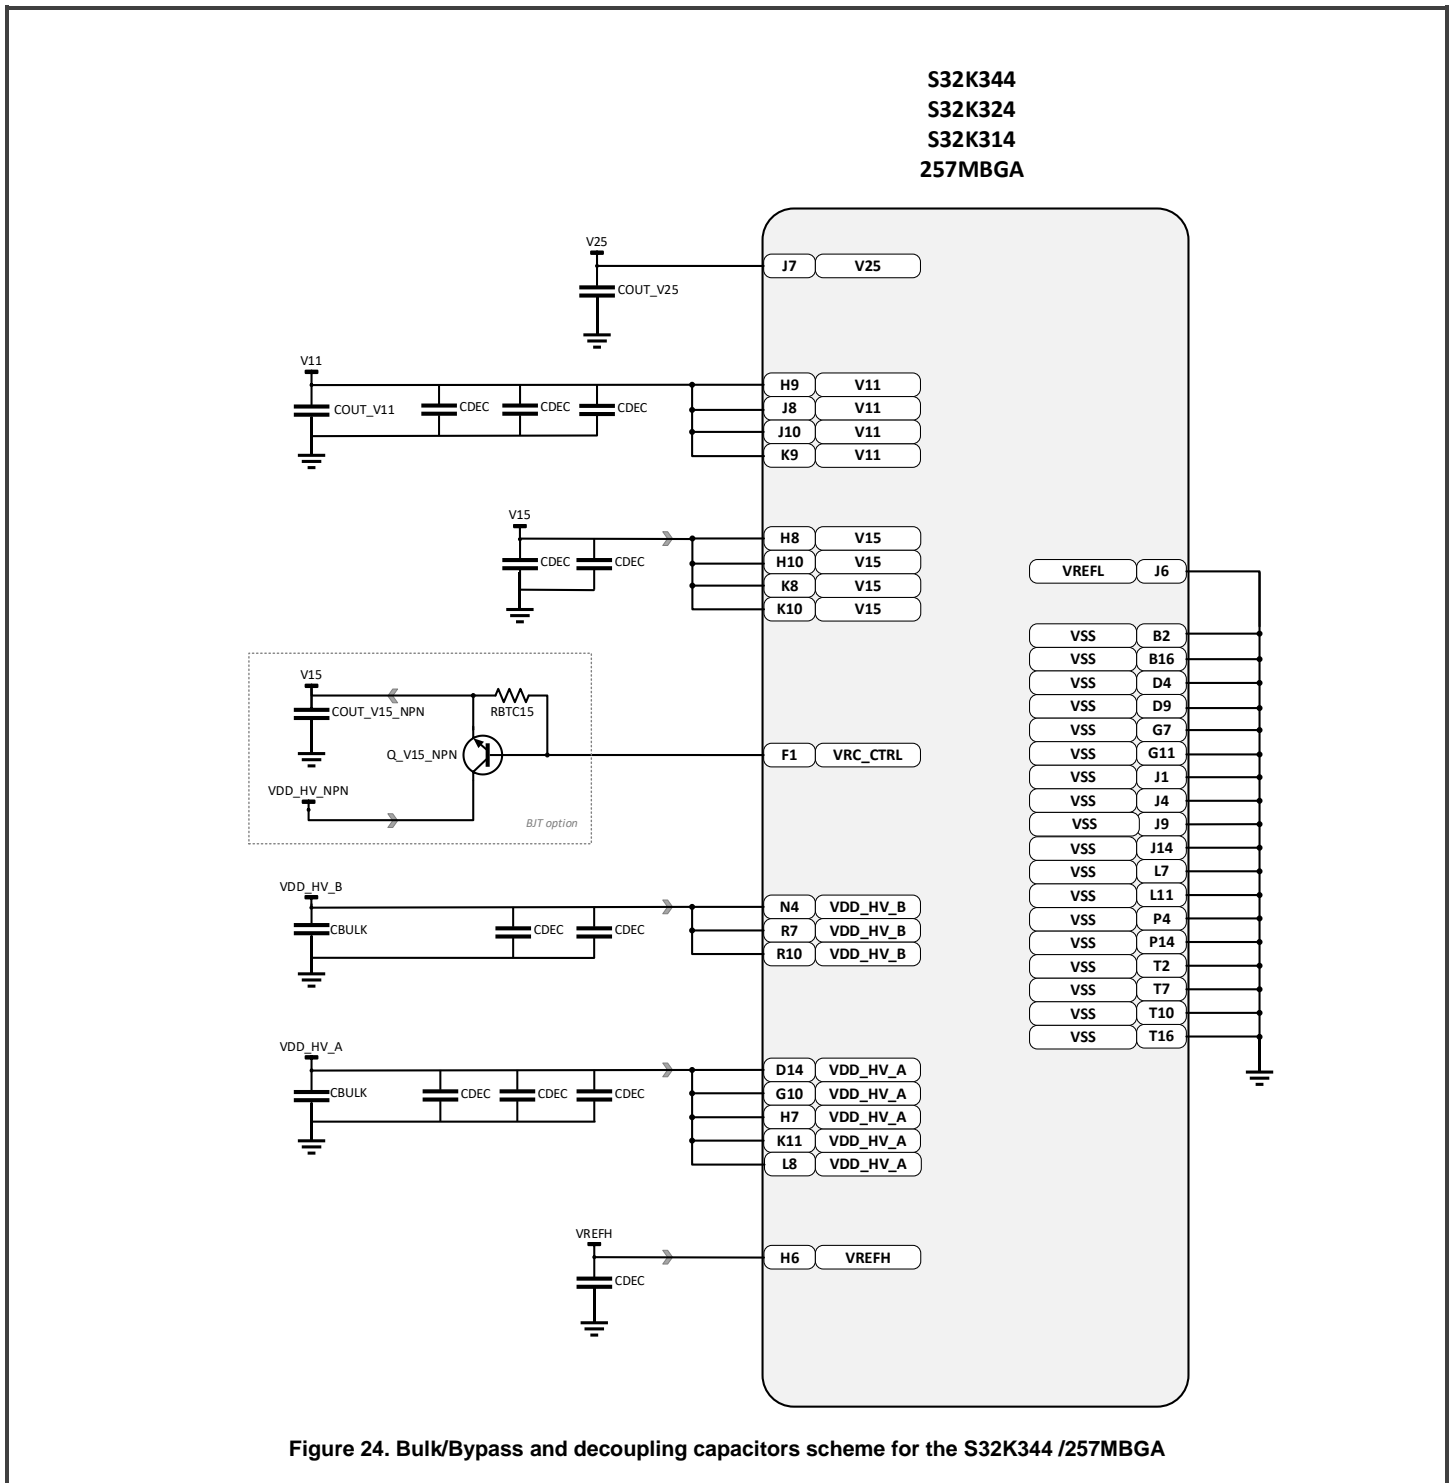 S32K344
S32K324
S32K314
257MBGA
V25
J7 V25
COUT_V25
V11
H9 V11
COUT_V11 CDEC CDEC CDEC
J8 V11
J10 V11
K9 V11
V15
H8 V15
CDEC CDEC
H10 V15
K8 V15
K10 V15
VREFL J6
VSS B2
VSS B16
VSS D4
VSS D9
VSS G7
VSS G11
VSS J1
VSS J4
VSS J9
VSS J14
VSS L7
VSS L11
VSS P4
VSS P14
VSS T2
VSS T7
VSS T10
VSS T16
V15
COUT_V15_NPN
RBTC15
Q_V15_NPN
F1 VRC_CTRL
VDD_HV_NPN
BJT option
VDD_HV_B
N4 VDD_HV_B
CBULK CDEC CDEC
R7 VDD_HV_B
R10 VDD_HV_B
VDD_HV_A
D14 VDD_HV_A
CBULK CDEC CDEC CDEC
G10 VDD_HV_A
H7 VDD_HV_A
K11 VDD_HV_A
L8 VDD_HV_A
VREFH
H6 VREFH
CDEC
Figure 24. Bulk/Bypass and decoupling capacitors scheme for the S32K344 /257MBGA